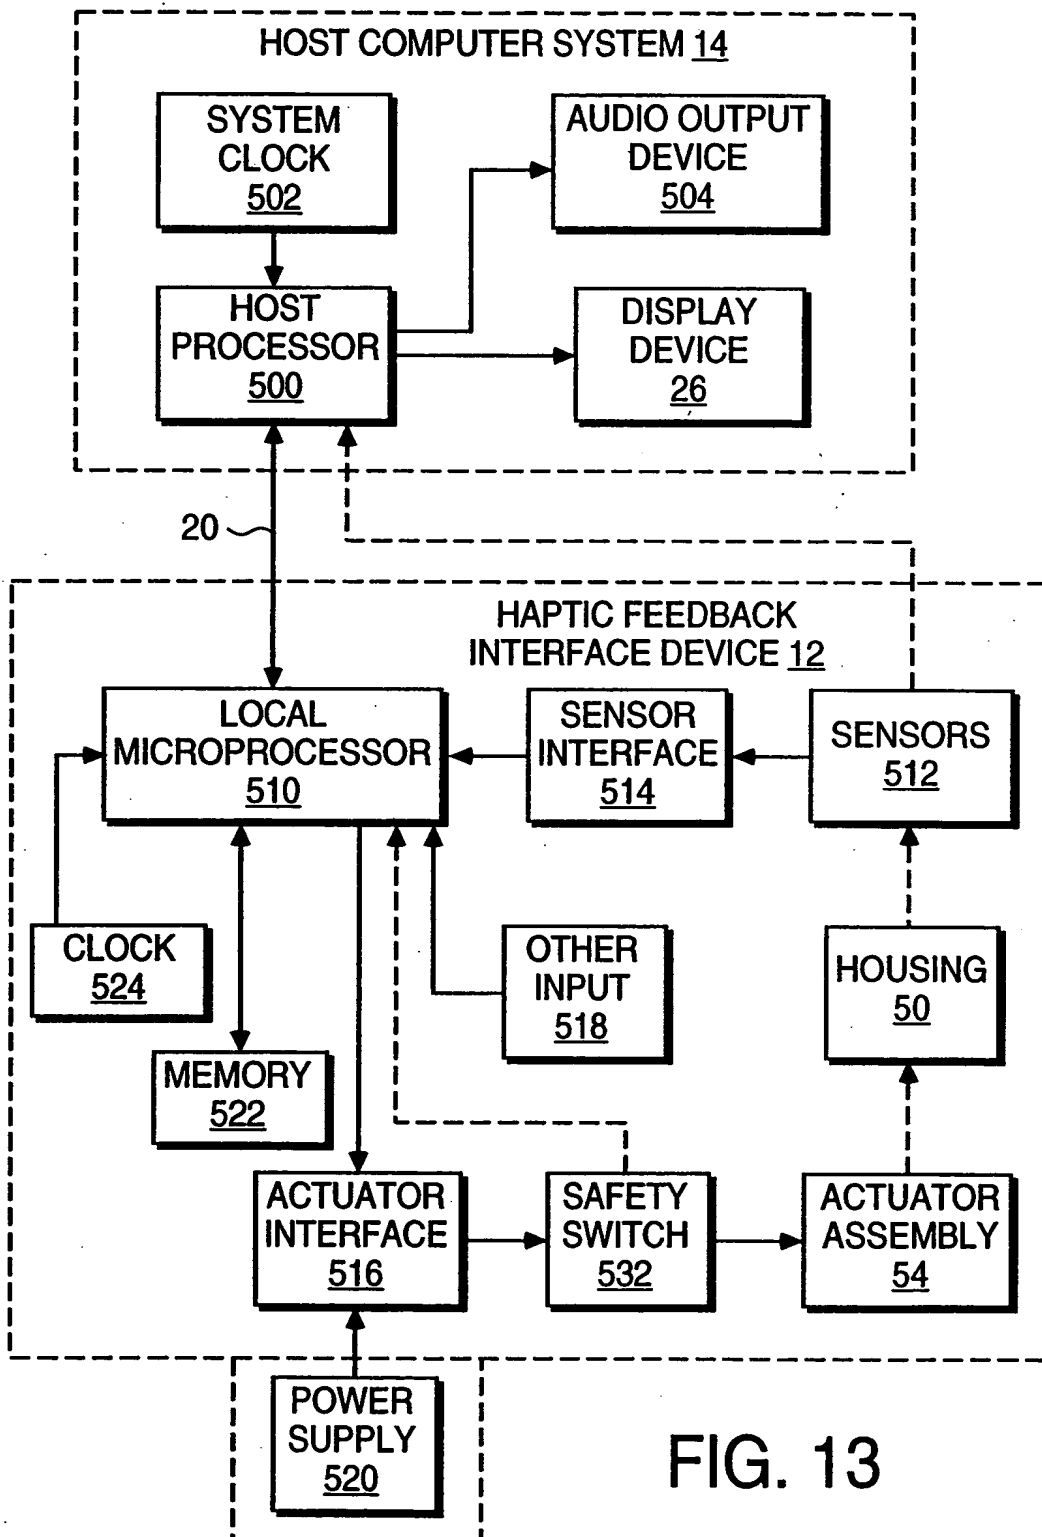 HOST COMPUTER SYSTEM 14
SYSTEM
CLOCK
502
AUDIO OUTPUT
DEVICE
504
HOST
PROCESSOR
500
DISPLAY
DEVICE
26
20
HAPTIC FEEDBACK
INTERFACE DEVICE 12
LOCAL
MICROPROCESSOR
510
SENSOR
INTERFACE
514
SENSORS
512
CLOCK
524
OTHER
INPUT
518
HOUSING
50
MEMORY
522
ACTUATOR
INTERFACE
516
SAFETY
SWITCH
532
ACTUATOR
ASSEMBLY
54
POWER
SUPPLY
520
FIG. 13